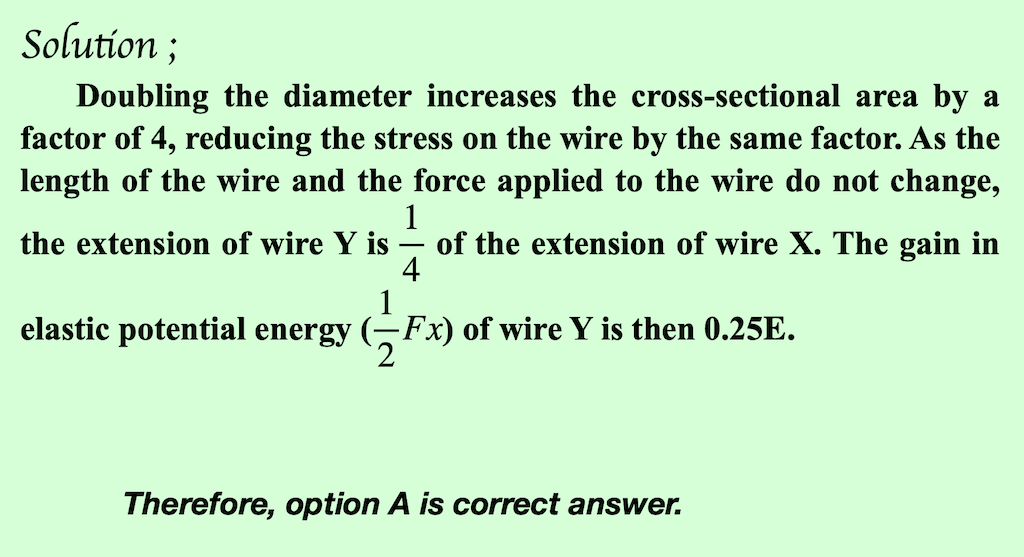 Solution ;
Doubling the diameter increases the cross-sectional area by a
factor of 4, reducing the stress on the wire by the same factor. As the
length of the wire and the force applied to the wire do not change,
the extension of wire Y is 1/4 of the extension of wire X. The gain in
elastic potential energy (1/2 Fx) of wire Y is then 0.25E.
Therefore, option A is correct answer.